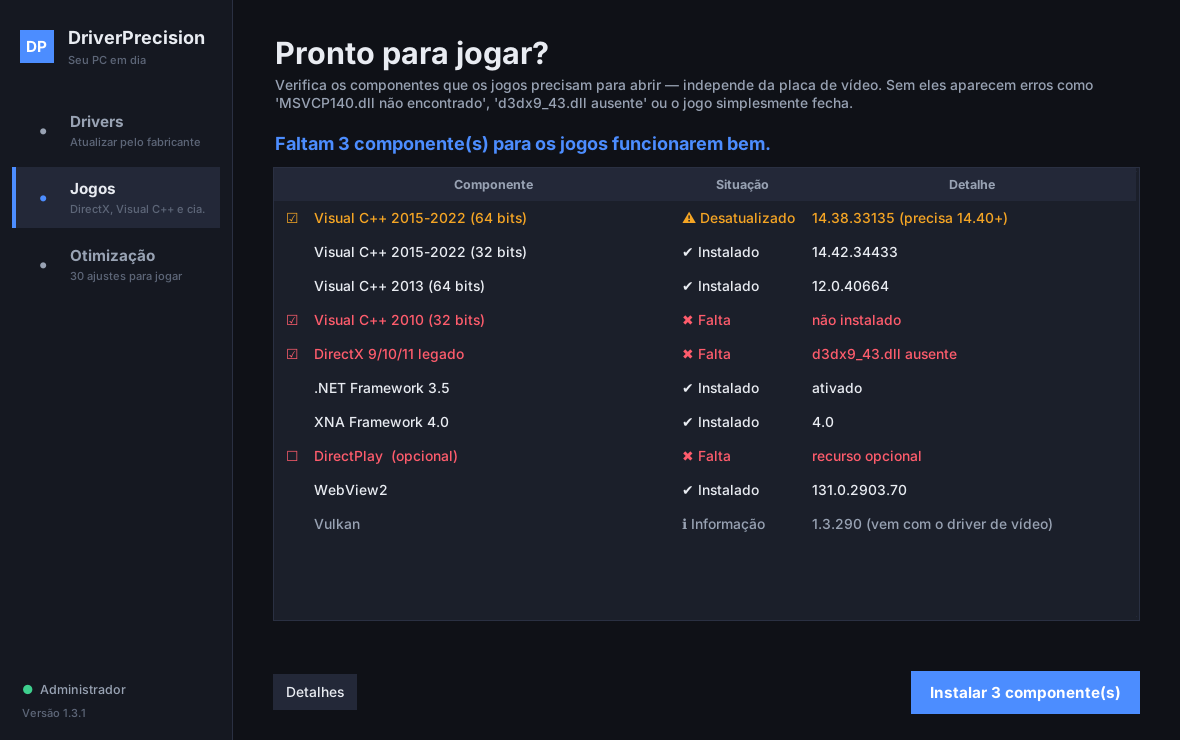 DP
DriverPrecision
Seu PC em dia
Drivers
Atualizar pelo fabricante
Jogos
DirectX, Visual C++ e cia.
Otimização
30 ajustes para jogar
Administrador
Versão 1.3.1
Pronto para jogar?
Verifica os componentes que os jogos precisam para abrir — independe da placa de vídeo. Sem eles aparecem erros como
'MSVCP140.dll não encontrado', 'd3dx9_43.dll ausente' ou o jogo simplesmente fecha.
Faltam 3 componente(s) para os jogos funcionarem bem.
Componente Situação Detalhe
☑ Visual C++ 2015-2022 (64 bits) ⚠ Desatualizado 14.38.33135 (precisa 14.40+)
Visual C++ 2015-2022 (32 bits) ✔ Instalado 14.42.34433
Visual C++ 2013 (64 bits) ✔ Instalado 12.0.40664
☑ Visual C++ 2010 (32 bits) ✖ Falta não instalado
☑ DirectX 9/10/11 legado ✖ Falta d3dx9_43.dll ausente
.NET Framework 3.5 ✔ Instalado ativado
XNA Framework 4.0 ✔ Instalado 4.0
☐ DirectPlay (opcional) ✖ Falta recurso opcional
WebView2 ✔ Instalado 131.0.2903.70
Vulkan ℹ Informação 1.3.290 (vem com o driver de vídeo)
Detalhes
Instalar 3 componente(s)